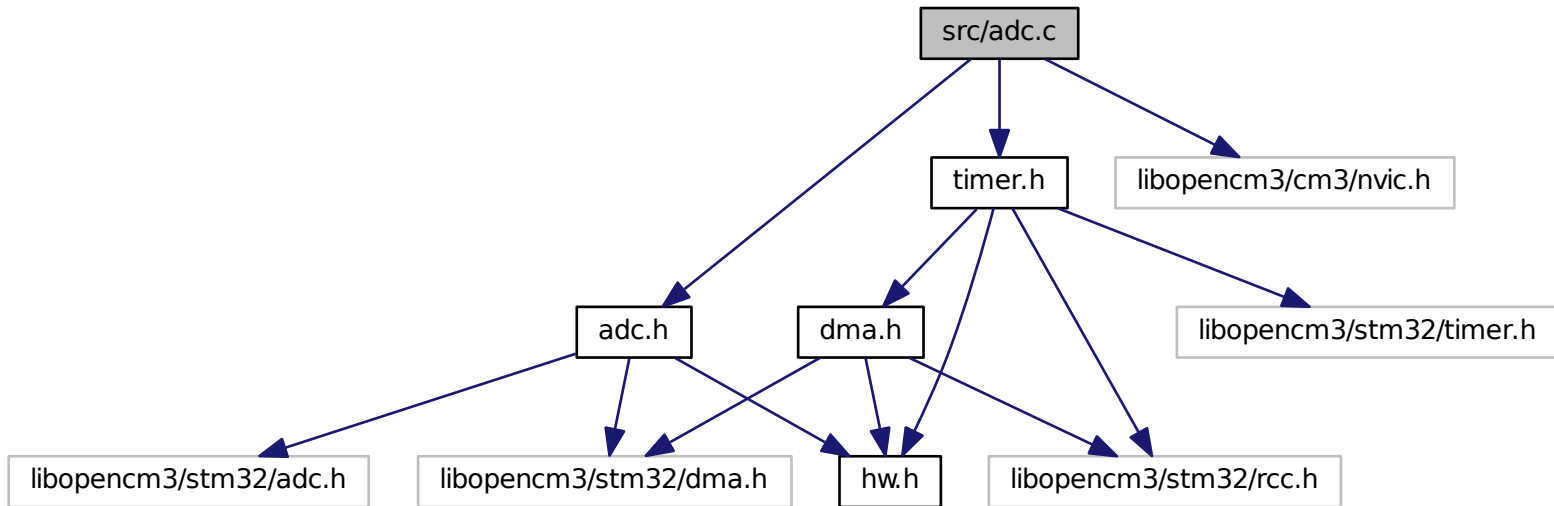 src/adc.c
timer.h
libopencm3/cm3/nvic.h
adc.h
dma.h
libopencm3/stm32/timer.h
libopencm3/stm32/adc.h
libopencm3/stm32/dma.h
hw.h
libopencm3/stm32/rcc.h